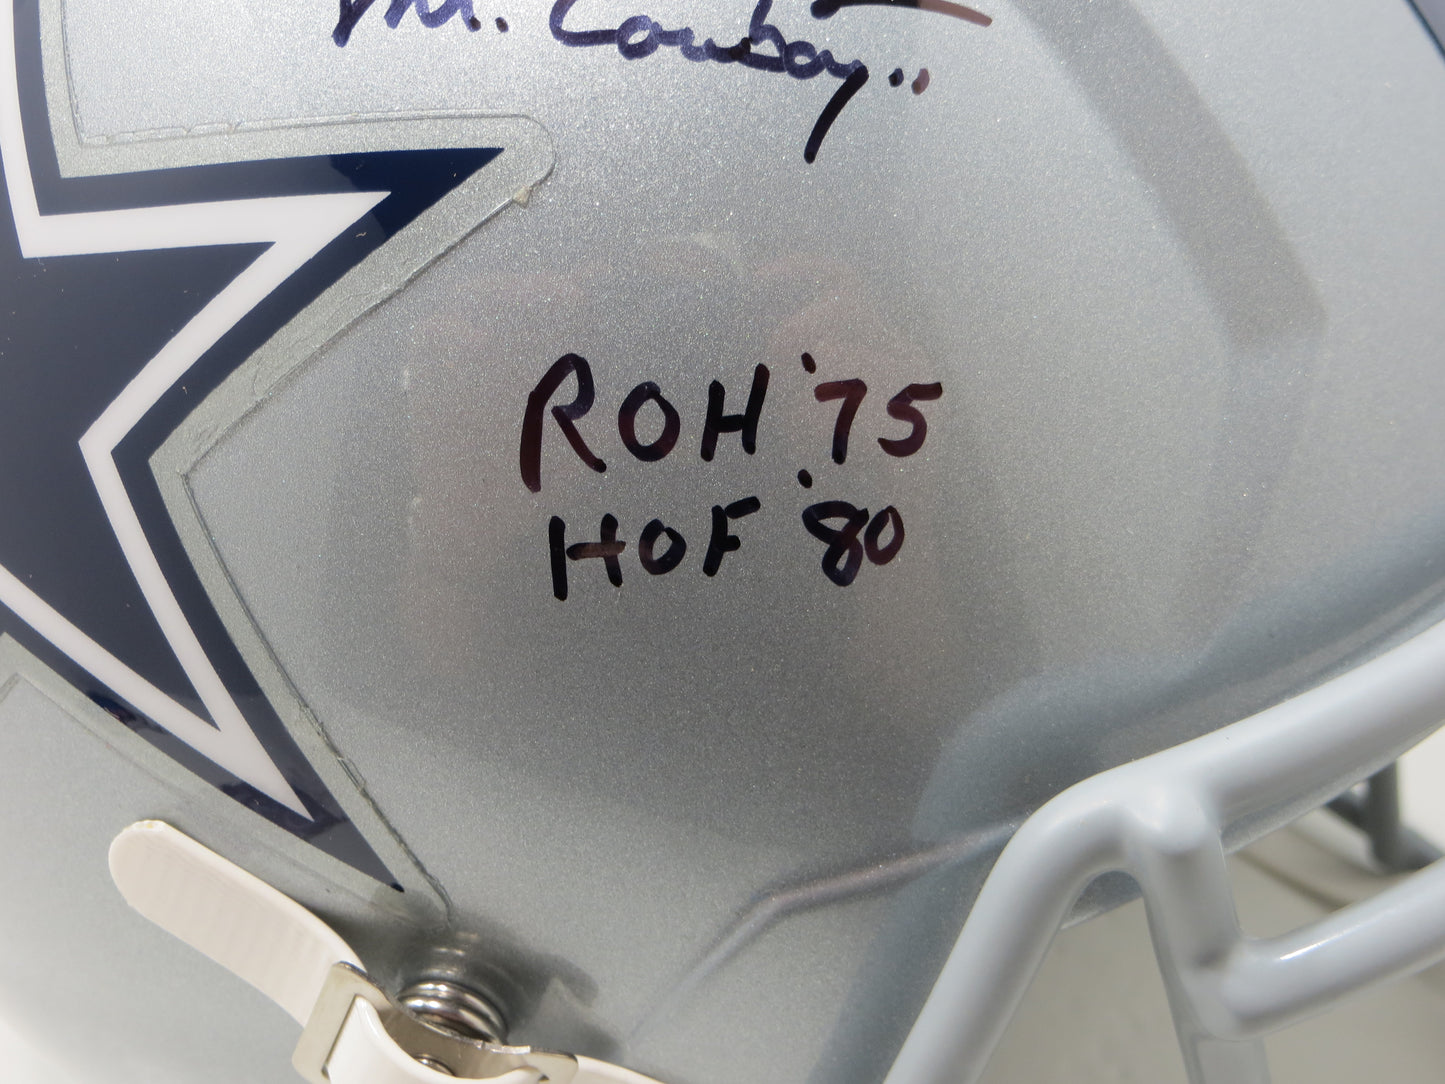 Mr. Cowboy"
ROH '75
HOF '80